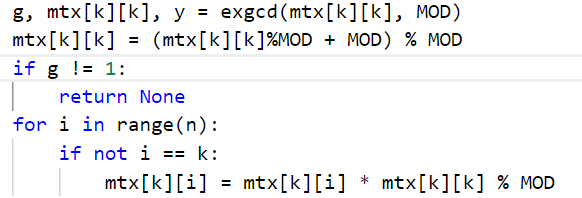 g, mtx[k][k], y = exgcd(mtx[k][k], MOD)
mtx[k][k] = (mtx[k][k]%MOD + MOD) % MOD
if g != 1:
    return None
for i in range(n):
    if not i == k:
        mtx[k][i] = mtx[k][i] * mtx[k][k] % MOD